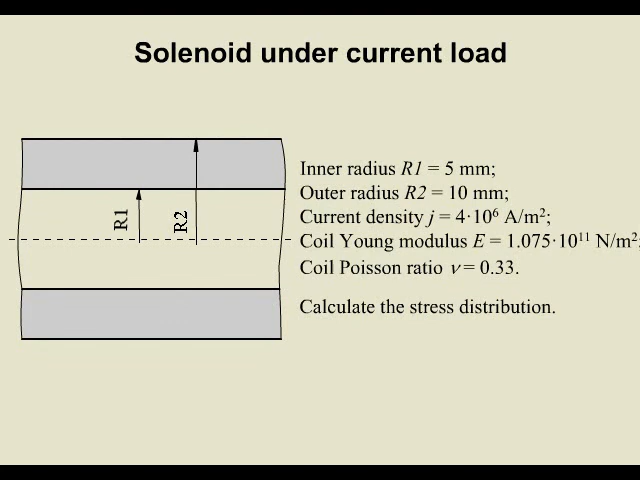 Solenoid under current load
R1
R2
Inner radius R1 = 5 mm;
Outer radius R2 = 10 mm;
Current density j = 4·10⁶ A/m²;
Coil Young modulus E = 1.075·10¹¹ N/m²;
Coil Poisson ratio ν = 0.33.
Calculate the stress distribution.